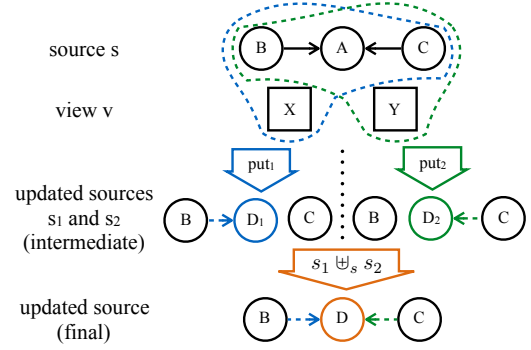 source s
B A C
view v
X Y
put₁ put₂
updated sources
s₁ and s₂
(intermediate)
B D₁ C B D₂ C
s₁ ⊎ₛ s₂
updated source
(final)
B D C